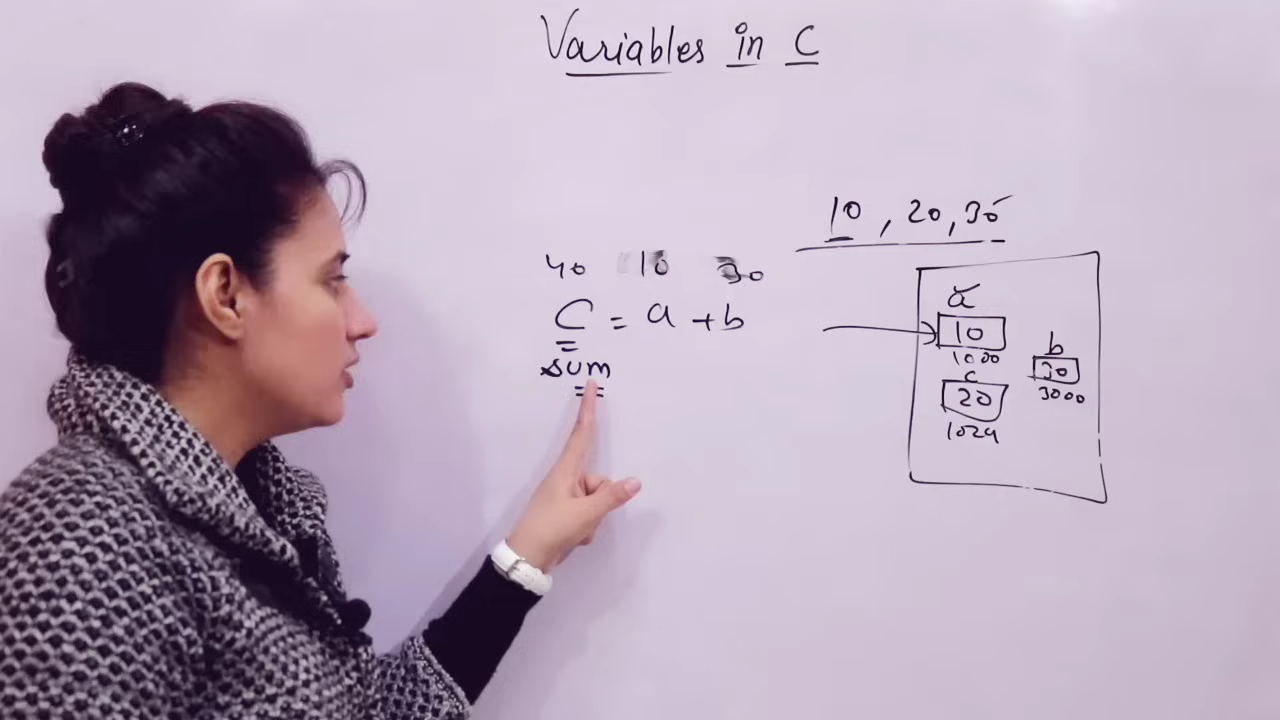 Variables in C
10, 20, 30
40 10 30
C = a + b
sum
a
10
1000
b
30
3000
c
20
1024